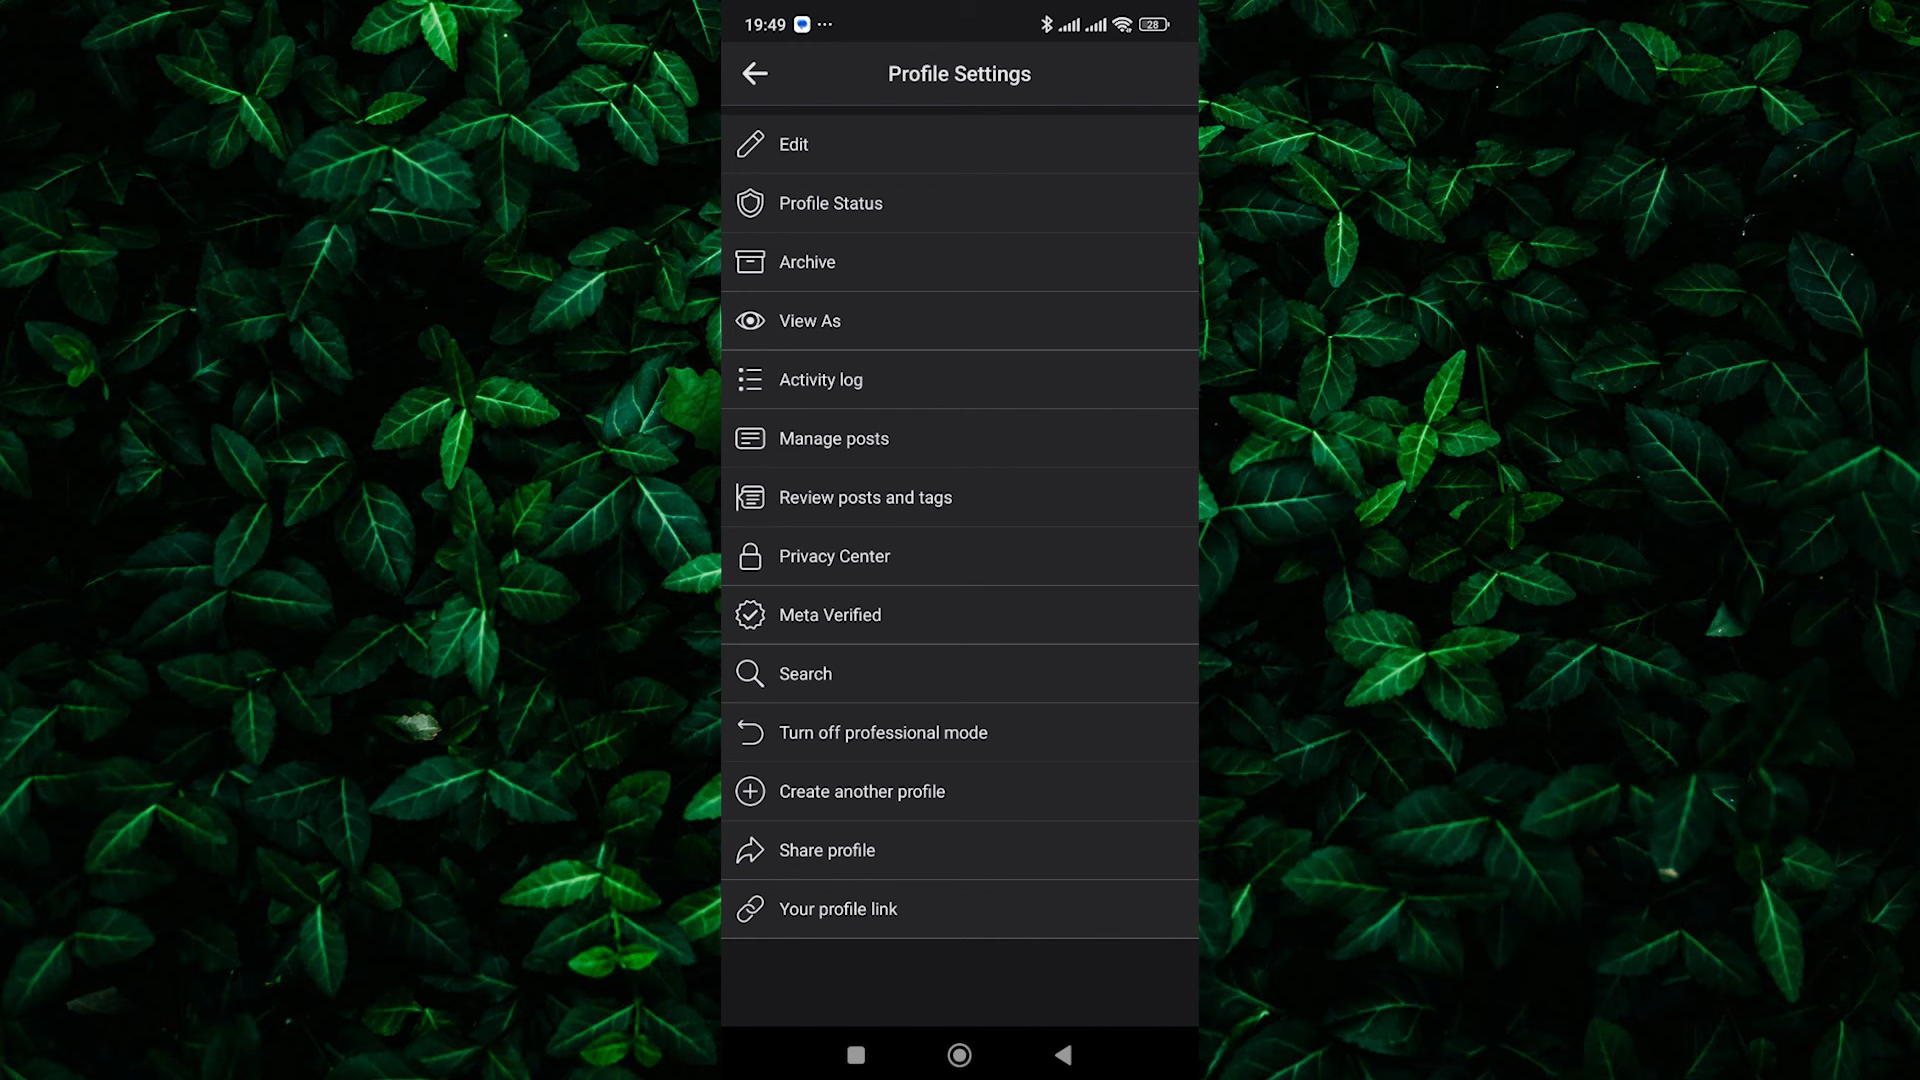 19:49
28
Profile Settings
Edit
Profile Status
Archive
View As
Activity log
Manage posts
Review posts and tags
Privacy Center
Meta Verified
Search
Turn off professional mode
Create another profile
Share profile
Your profile link